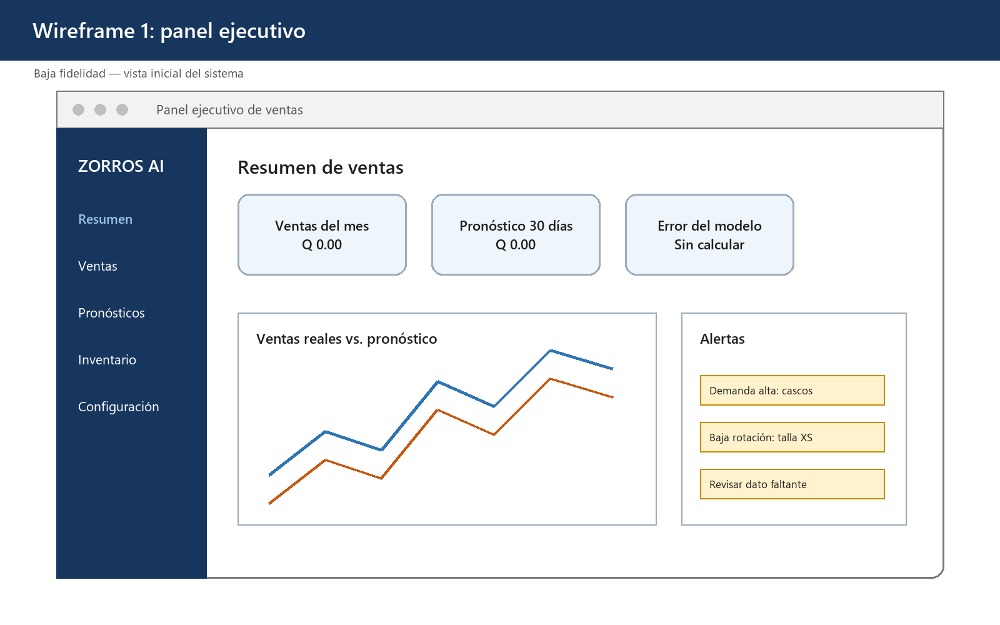 Wireframe 1: panel ejecutivo
Baja fidelidad — vista inicial del sistema
Panel ejecutivo de ventas
ZORROS AI
Resumen
Ventas
Pronósticos
Inventario
Configuración
Resumen de ventas
Ventas del mes
Q 0.00
Pronóstico 30 días
Q 0.00
Error del modelo
Sin calcular
Ventas reales vs. pronóstico
Alertas
Demanda alta: cascos
Baja rotación: talla XS
Revisar dato faltante